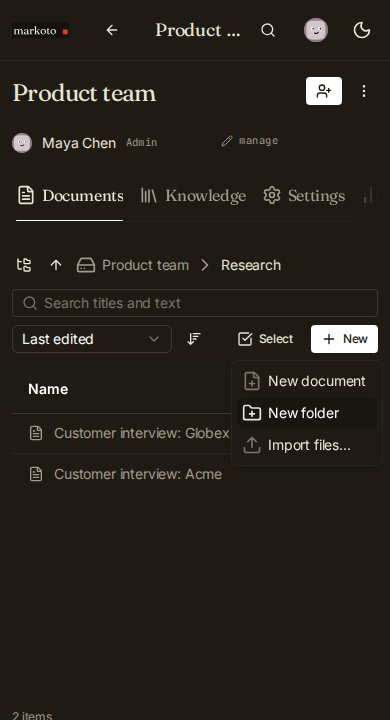 markoto
Product ...
Product team
Maya Chen Admin manage
Documents Knowledge Settings
Product team Research
Search titles and text
Last edited Select New
New document
Name
New folder
Customer interview: Globex
Import files...
Customer interview: Acme
2 items